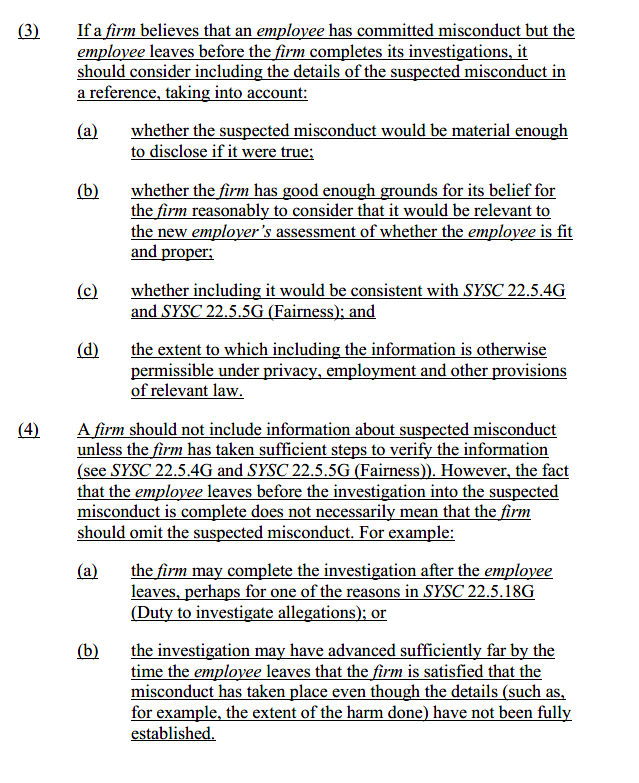 (3) If a firm believes that an employee has committed misconduct but the
employee leaves before the firm completes its investigations, it
should consider including the details of the suspected misconduct in
a reference, taking into account:
(a) whether the suspected misconduct would be material enough
to disclose if it were true;
(b) whether the firm has good enough grounds for its belief for
the firm reasonably to consider that it would be relevant to
the new employer's assessment of whether the employee is fit
and proper;
(c) whether including it would be consistent with SYSC 22.5.4G
and SYSC 22.5.5G (Fairness); and
(d) the extent to which including the information is otherwise
permissible under privacy, employment and other provisions
of relevant law.
(4) A firm should not include information about suspected misconduct
unless the firm has taken sufficient steps to verify the information
(see SYSC 22.5.4G and SYSC 22.5.5G (Fairness)). However, the fact
that the employee leaves before the investigation into the suspected
misconduct is complete does not necessarily mean that the firm
should omit the suspected misconduct. For example:
(a) the firm may complete the investigation after the employee
leaves, perhaps for one of the reasons in SYSC 22.5.18G
(Duty to investigate allegations); or
(b) the investigation may have advanced sufficiently far by the
time the employee leaves that the firm is satisfied that the
misconduct has taken place even though the details (such as,
for example, the extent of the harm done) have not been fully
established.